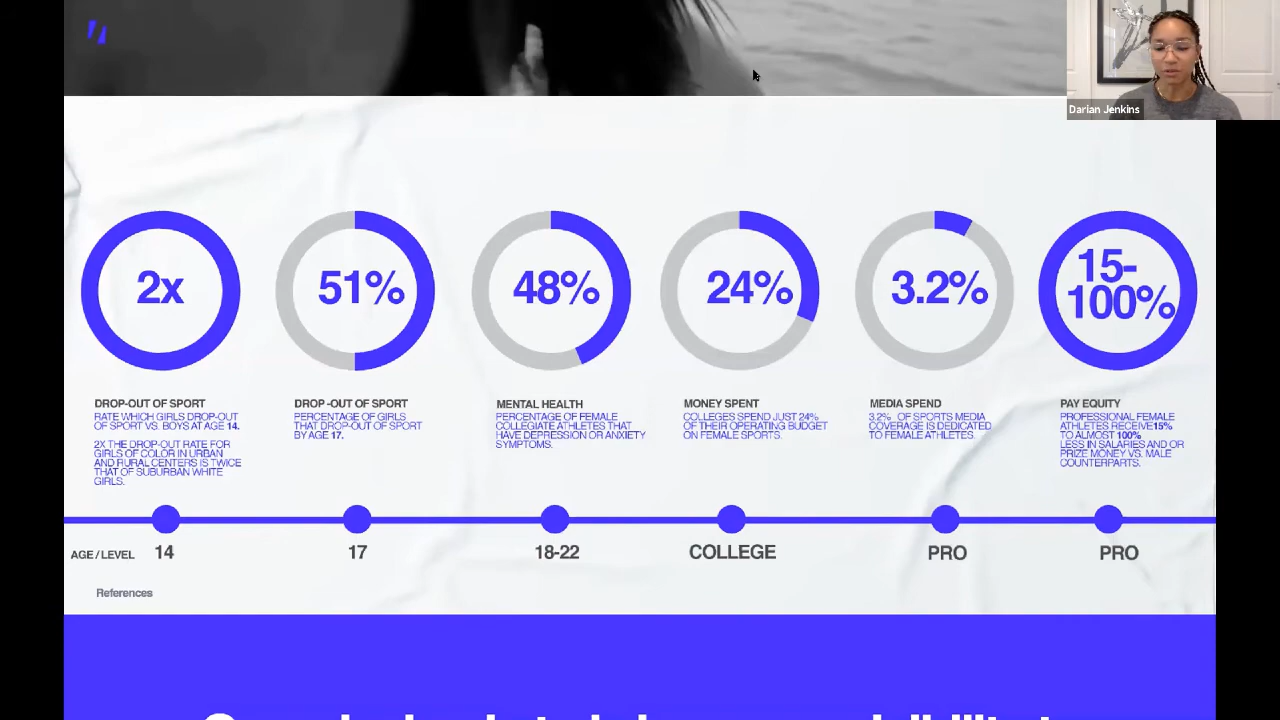 Darian Jenkins
2x
51%
48%
24%
3.2%
15-
100%
DROP-OUT OF SPORT
RATE WHICH GIRLS DROP-OUT
OF SPORT VS. BOYS AT AGE 14.
2X THE DROP-OUT RATE FOR
GIRLS OF COLOR IN URBAN
AND RURAL CENTERS IS TWICE
THAT OF SUBURBAN WHITE
GIRLS.
DROP -OUT OF SPORT
PERCENTAGE OF GIRLS
THAT DROP-OUT OF SPORT
BY AGE 17.
MENTAL HEALTH
PERCENTAGE OF FEMALE
COLLEGIATE ATHLETES THAT
HAVE DEPRESSION OR ANXIETY
SYMPTOMS.
MONEY SPENT
COLLEGES SPEND JUST 24%
OF THEIR OPERATING BUDGET
ON FEMALE SPORTS.
MEDIA SPEND
3.2% OF SPORTS MEDIA
COVERAGE IS DEDICATED
TO FEMALE ATHLETES.
PAY EQUITY
PROFESSIONAL FEMALE
ATHLETES RECEIVE15%
TO ALMOST 100%
LESS IN SALARIES AND OR
PRIZE MONEY VS. MALE
COUNTERPARTS.
AGE / LEVEL
14
17
18-22
COLLEGE
PRO
PRO
References